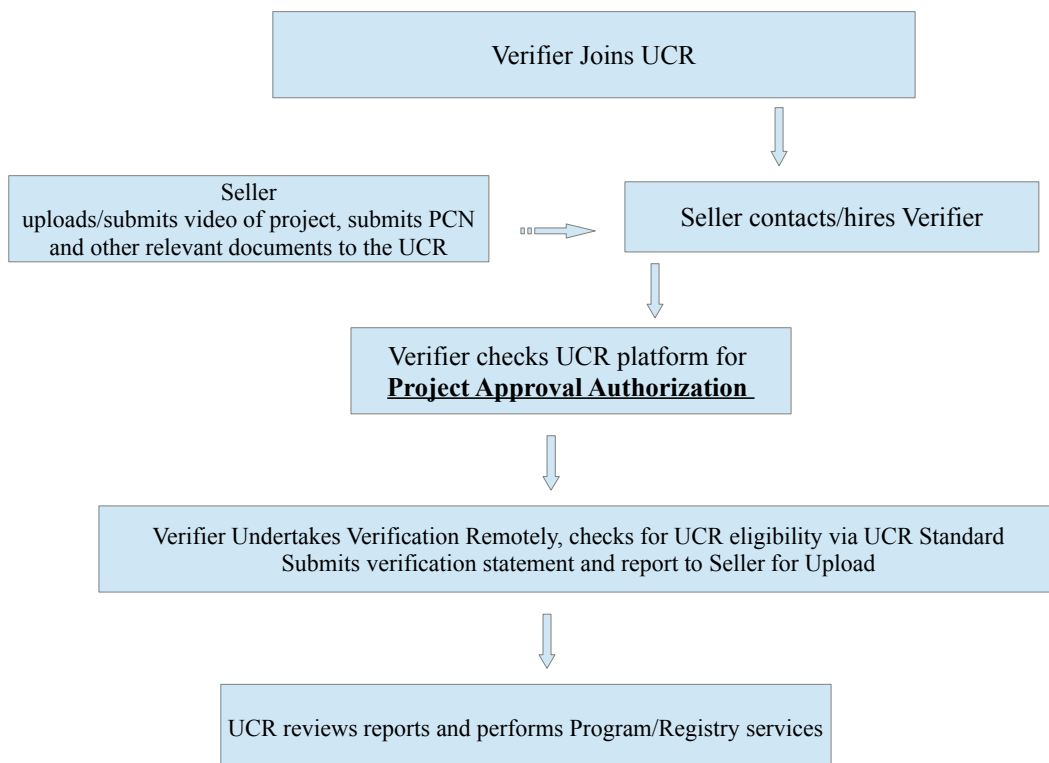 Verifier Joins UCR
Seller
uploads/submits video of project, submits PCN
and other relevant documents to the UCR
Seller contacts/hires Verifier
Verifier checks UCR platform for
Project Approval Authorization
Verifier Undertakes Verification Remotely, checks for UCR eligibility via UCR Standard
Submits verification statement and report to Seller for Upload
UCR reviews reports and performs Program/Registry services